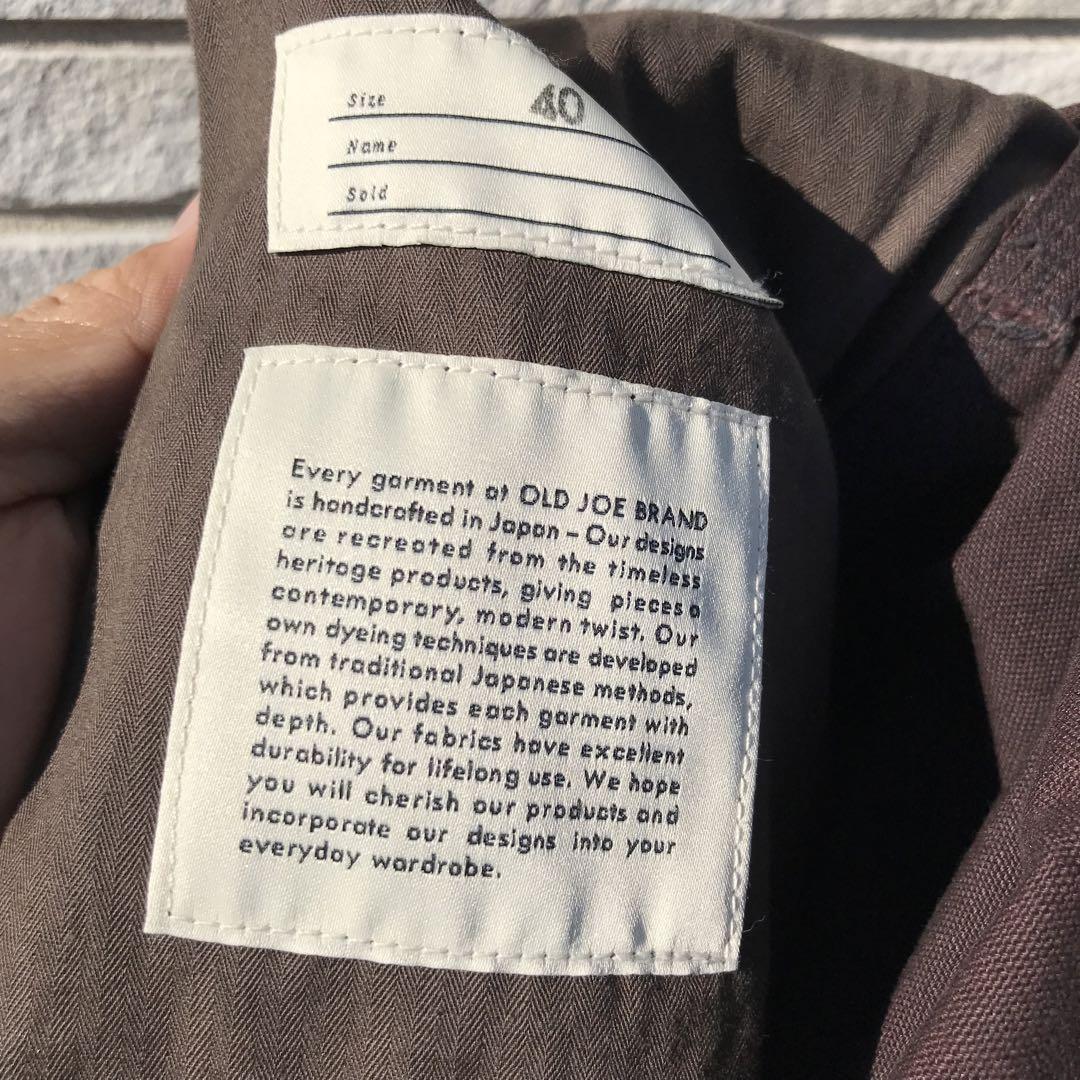 Size 40
Name
Sold
Every garment at OLD JOE BRAND
is handcrafted in Japan – Our designs
are recreated from the timeless
heritage products, giving pieces a
contemporary, modern twist. Our
own dyeing techniques are developed
from traditional Japanese methods,
which provides each garment with
depth. Our fabrics have excellent
durability for lifelong use. We hope
you will cherish our products and
incorporate our designs into your
everyday wardrobe.